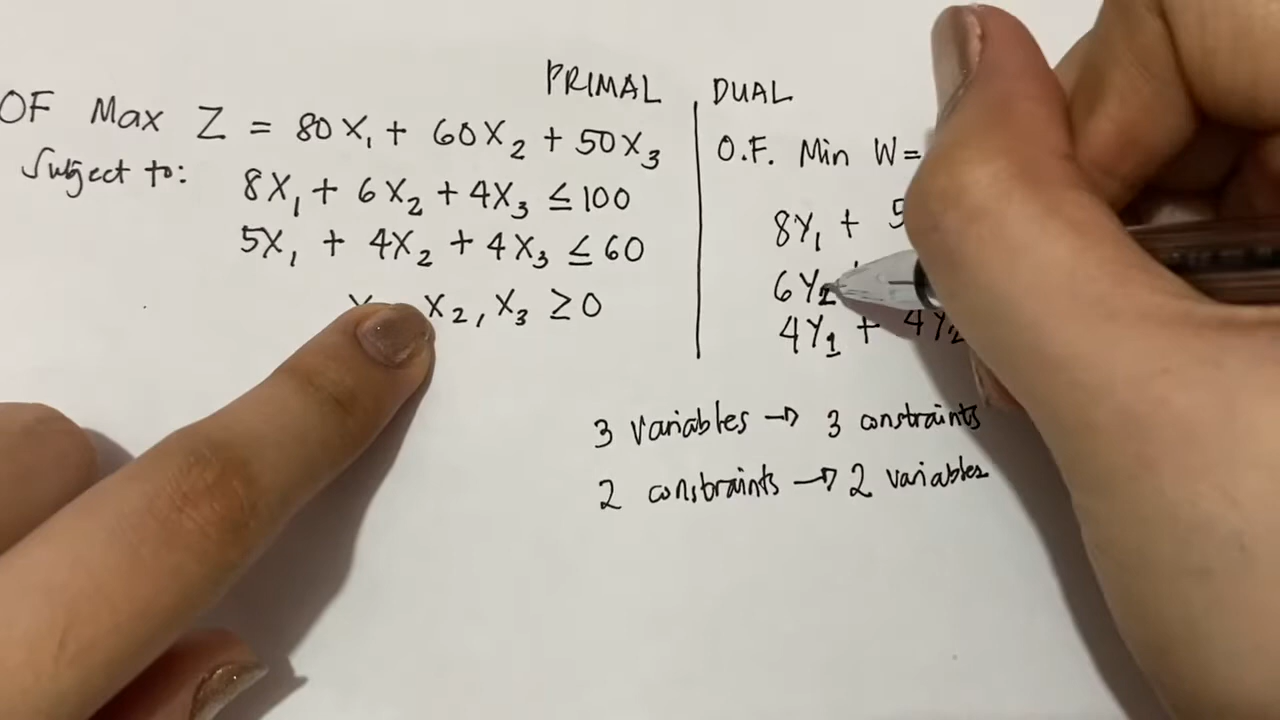 PRIMAL
OF Max Z = 80X₁ + 60X₂ + 50X₃
Subject to:
8X₁ + 6X₂ + 4X₃ ≤ 100
5X₁ + 4X₂ + 4X₃ ≤ 60
X₂, X₃ ≥ 0
DUAL
O.F. Min W =
8Y₁ + 5
6Y₂
4Y₁ + 4Y₂
3 variables → 3 constraints
2 constraints → 2 variables